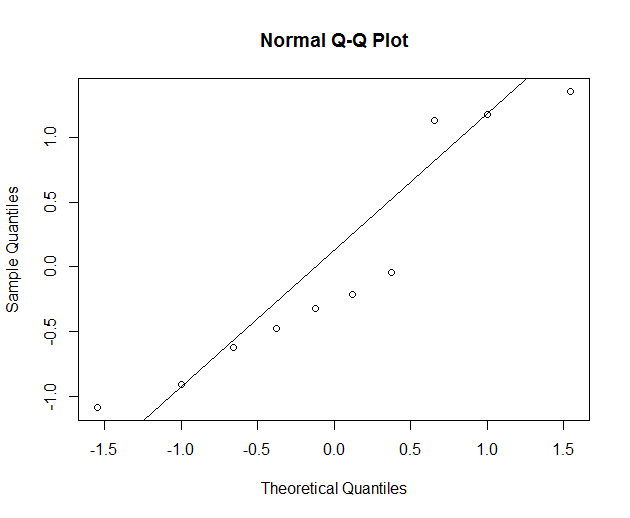 Normal Q-Q Plot
Sample Quantiles
1.0
0.5
0.0
-0.5
-1.0
-1.5 -1.0 -0.5 0.0 0.5 1.0 1.5
Theoretical Quantiles